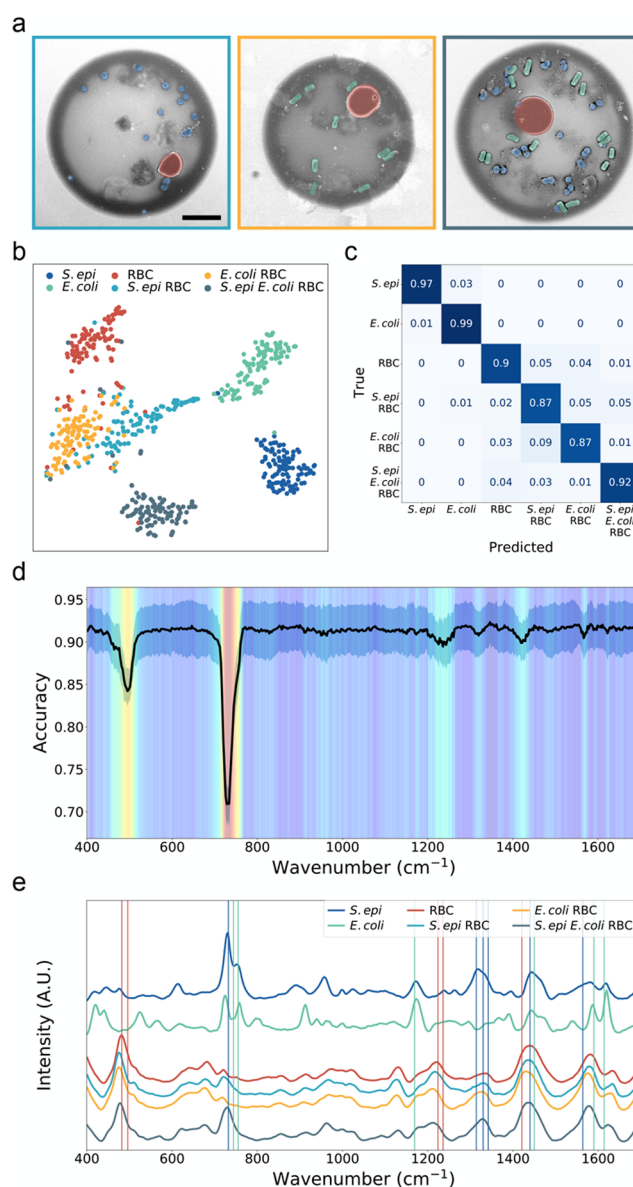 a
b
S. epi RBC E. coli RBC
E. coli S. epi RBC S. epi E. coli RBC
c
True
S. epi 0.97 0.03 0 0 0 0
E. coli 0.01 0.99 0 0 0 0
RBC 0 0 0.9 0.05 0.04 0.01
S. epi
RBC 0 0.01 0.02 0.87 0.05 0.05
E. coli
RBC 0 0 0.03 0.09 0.87 0.01
S. epi
E. coli
RBC 0 0 0.04 0.03 0.01 0.92
S. epi E. coli RBC S. epi RBC E. coli RBC S. epi E. coli RBC
Predicted
d
Accuracy
0.95
0.90
0.85
0.80
0.75
0.70
400 600 800 1000 1200 1400 1600
Wavenumber (cm⁻¹)
e
S. epi RBC E. coli RBC
E. coli S. epi RBC S. epi E. coli RBC
Intensity (A.U.)
400 600 800 1000 1200 1400 1600
Wavenumber (cm⁻¹)